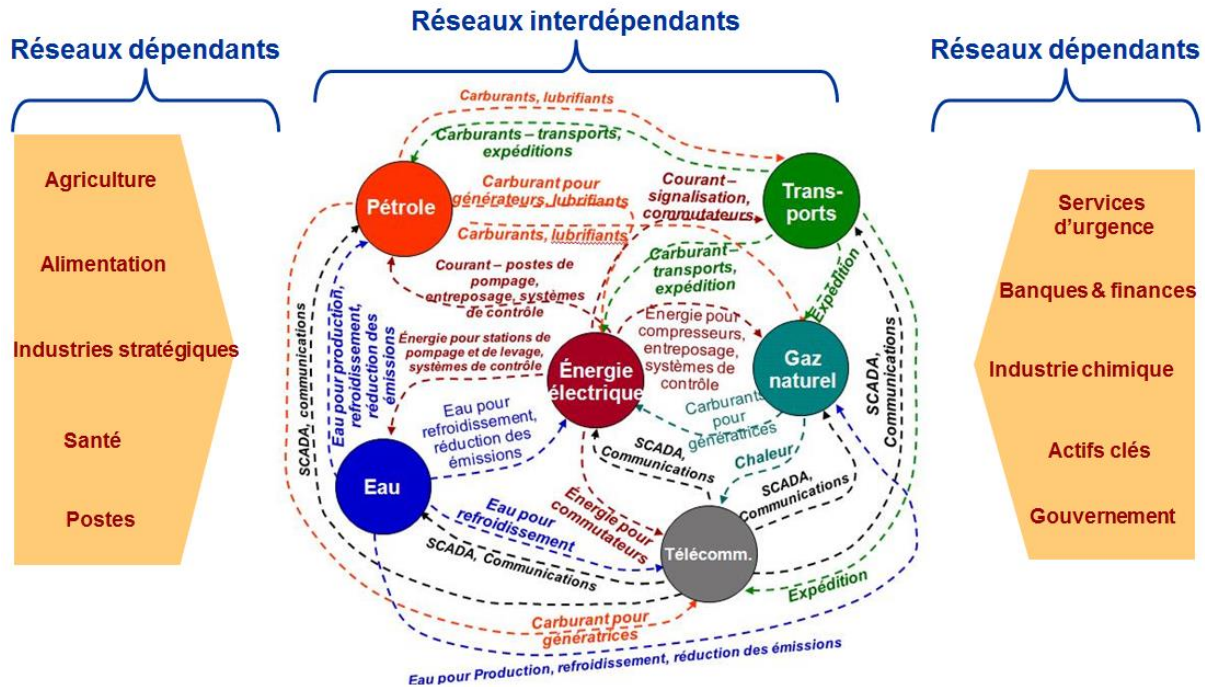 Réseaux interdépendants
Réseaux dépendants
Réseaux dépendants
Agriculture
Alimentation
Industries stratégiques
Santé
Postes
Carburants, lubrifiants
Carburants – transports,
expéditions
Pétrole
Carburant pour
générateurs, lubrifiants
Carburants, lubrifiants
Courant –
signalisation,
commutateurs
Trans-
ports
Courant – postes de
pompage,
entreposage, systèmes
de contrôle
Carburant –
transports,
expédition
Expédition
Énergie pour stations de
pompage et de levage,
systèmes de contrôle
Énergie
électrique
Énergie pour
compresseurs,
entreposage,
systèmes de
contrôle
Gaz
naturel
SCADA, communications
Eau pour production,
refroidissement,
réduction des
émissions
Eau pour
refroidissement,
réduction des
émissions
Carburants
pour
génératrices
Chaleur
SCADA,
Communications
SCADA,
Communications
SCADA,
Communications
Eau
Eau pour
refroidissement
Énergie pour
commutateurs
SCADA, Communications
Télécomm.
Expédition
Carburant pour
génératrices
Eau pour Production, refroidissement, réduction des émissions
Services
d’urgence
Banques & finances
Industrie chimique
Actifs clés
Gouvernement